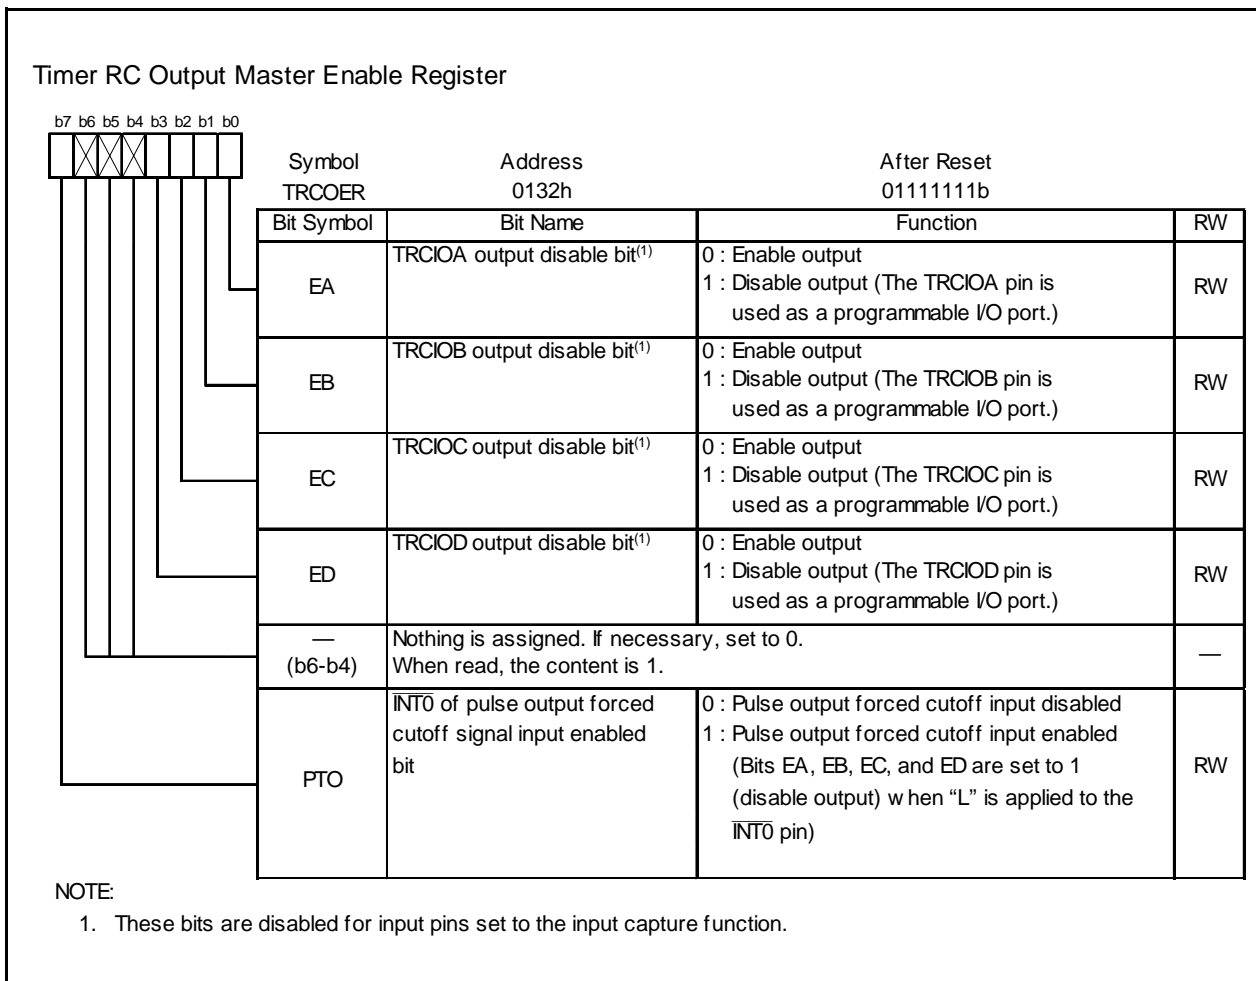 Timer RC Output Master Enable Register
b7 b6 b5 b4 b3 b2 b1 b0
Symbol Address After Reset
TRCOER 0132h 01111111b
Bit Symbol Bit Name Function RW
EA
TRCIOA output disable bit(1)
0 : Enable output
1 : Disable output (The TRCIOA pin is
used as a programmable I/O port.)
RW
EB
TRCIOB output disable bit(1)
0 : Enable output
1 : Disable output (The TRCIOB pin is
used as a programmable I/O port.)
RW
EC
TRCIOC output disable bit(1)
0 : Enable output
1 : Disable output (The TRCIOC pin is
used as a programmable I/O port.)
RW
ED
TRCIOD output disable bit(1)
0 : Enable output
1 : Disable output (The TRCIOD pin is
used as a programmable I/O port.)
RW
—
(b6-b4)
Nothing is assigned. If necessary, set to 0.
When read, the content is 1.
—
PTO
INT0 of pulse output forced
cutoff signal input enabled
bit
0 : Pulse output forced cutoff input disabled
1 : Pulse output forced cutoff input enabled
(Bits EA, EB, EC, and ED are set to 1
(disable output) when “L” is applied to the
INT0 pin)
RW
NOTE:
1. These bits are disabled for input pins set to the input capture function.